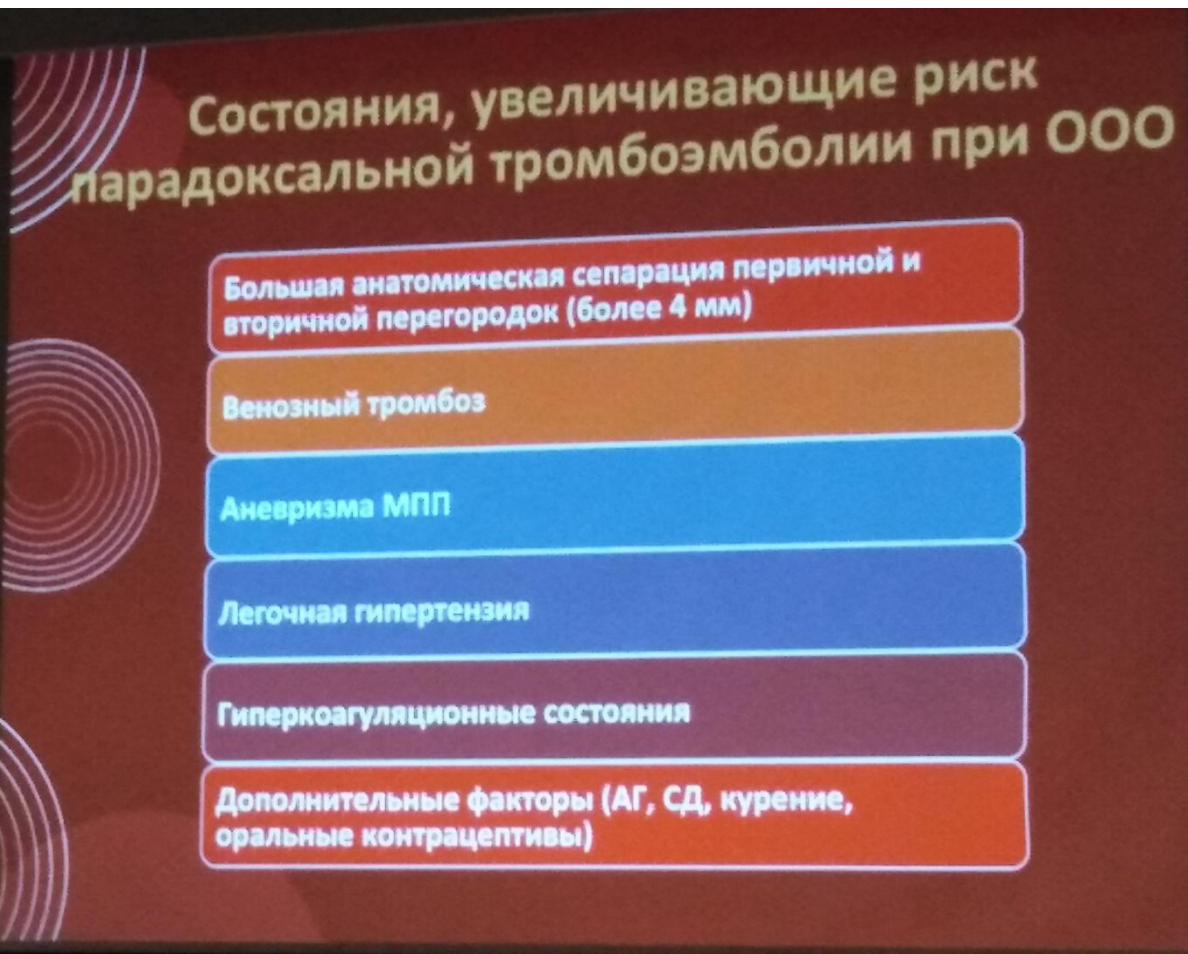 Состояния, увеличивающие риск
парадоксальной тромбоэмболии при ООО
Большая анатомическая сепарация первичной и
вторичной перегородок (более 4 мм)
Венозный тромбоз
Аневризма МПП
Легочная гипертензия
Гиперкоагуляционные состояния
Дополнительные факторы (АГ, СД, курение,
оральные контрацептивы)